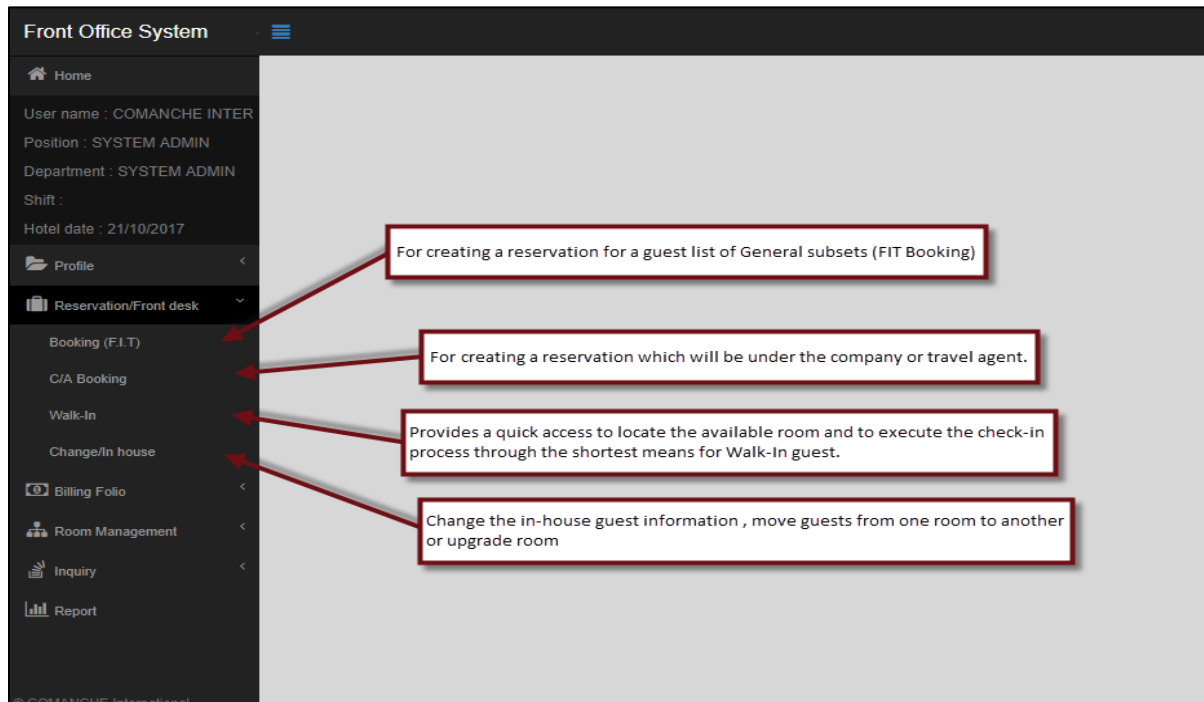 Front Office System
Home
User name : COMANCHE INTER
Position : SYSTEM ADMIN
Department : SYSTEM ADMIN
Shift :
Hotel date : 21/10/2017
Profile
Reservation/Front desk
Booking (F.I.T)
C/A Booking
Walk-In
Change/In house
Billing Folio
Room Management
Inquiry
Report
© COMANCHE International
For creating a reservation for a guest list of General subsets (FIT Booking)
For creating a reservation which will be under the company or travel agent.
Provides a quick access to locate the available room and to execute the check-in
process through the shortest means for Walk-In guest.
Change the in-house guest information , move guests from one room to another
or upgrade room